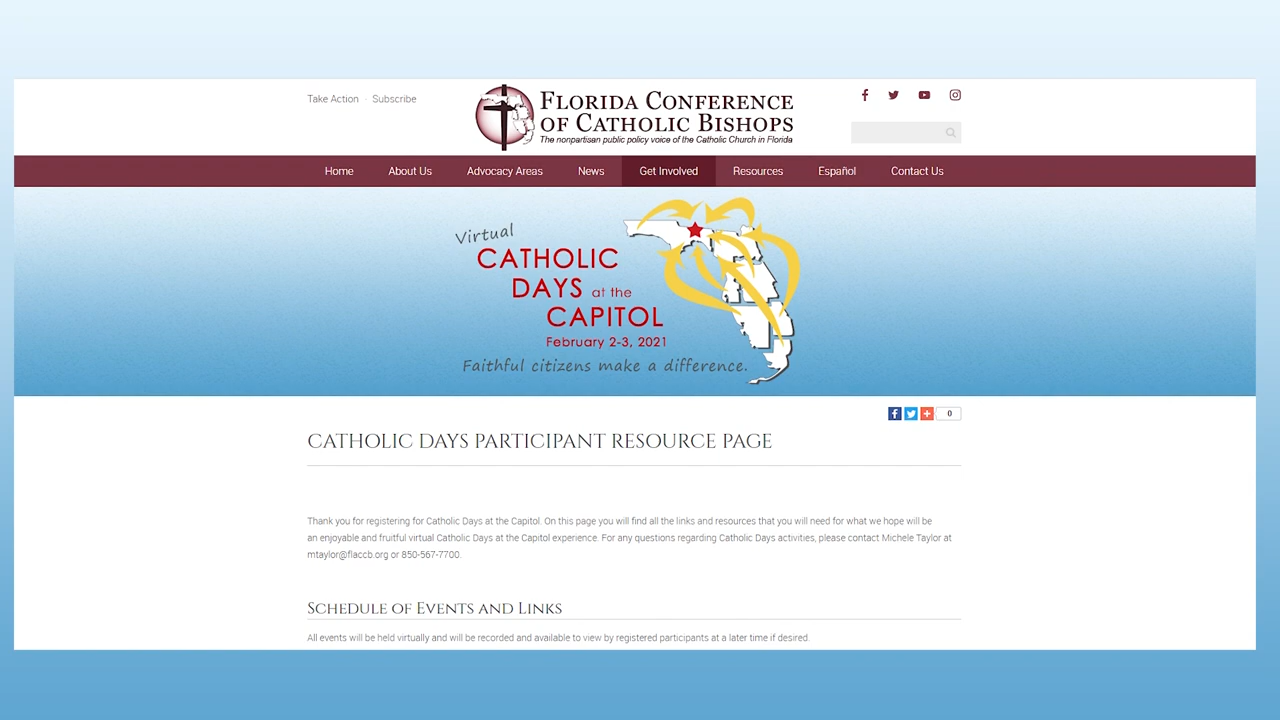 Take Action · Subscribe
FLORIDA CONFERENCE
OF CATHOLIC BISHOPS
The nonpartisan public policy voice of the Catholic Church in Florida
Home About Us Advocacy Areas News Get Involved Resources Español Contact Us
Virtual
CATHOLIC
DAYS at the
CAPITOL
February 2-3, 2021
Faithful citizens make a difference.
0
CATHOLIC DAYS PARTICIPANT RESOURCE PAGE
Thank you for registering for Catholic Days at the Capitol. On this page you will find all the links and resources that you will need for what we hope will be
an enjoyable and fruitful virtual Catholic Days at the Capitol experience. For any questions regarding Catholic Days activities, please contact Michele Taylor at
mtaylor@flaccb.org or 850-567-7700.
SCHEDULE OF EVENTS AND LINKS
All events will be held virtually and will be recorded and available to view by registered participants at a later time if desired.